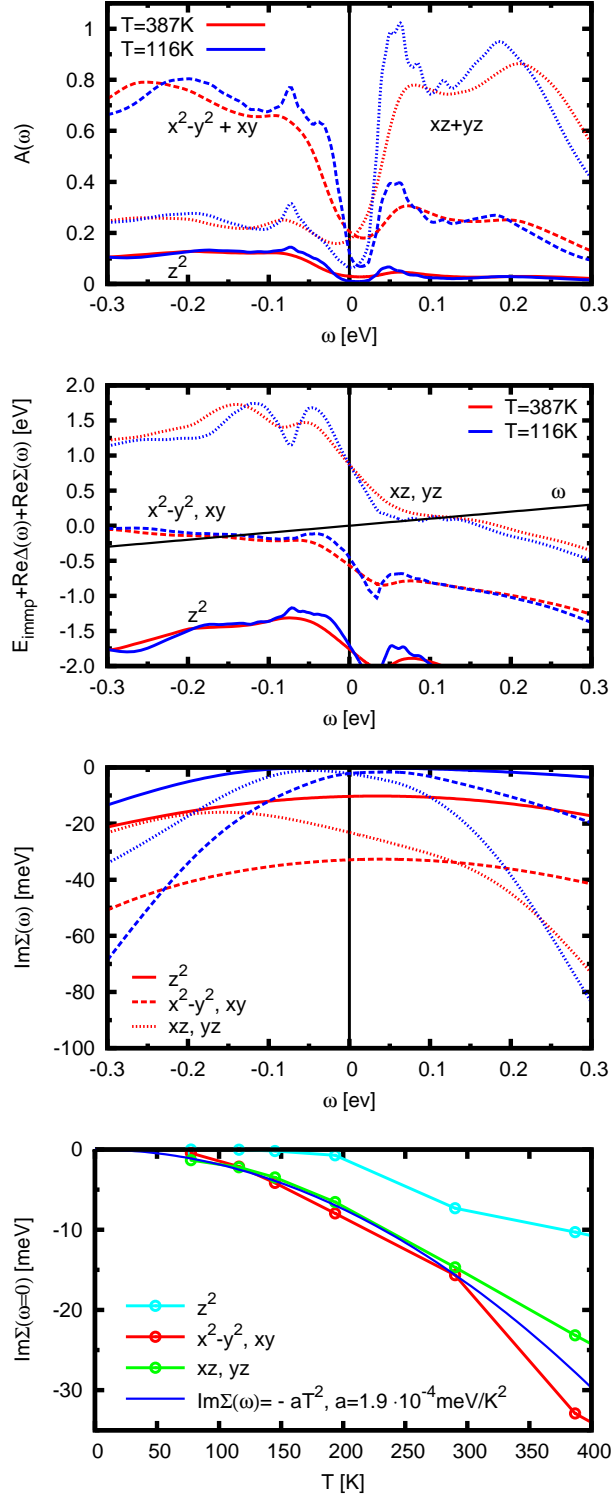 T=387K
T=116K
x²-y² + xy
xz+yz
z²
A(ω)
0
0.2
0.4
0.6
0.8
1
-0.3 -0.2 -0.1 0 0.1 0.2 0.3
ω [eV]
T=387K
T=116K
xz, yz
x²-y², xy
ω
z²
E_immp+ReΔ(ω)+ReΣ(ω) [eV]
2.0
1.5
1.0
0.5
0.0
-0.5
-1.0
-1.5
-2.0
-0.3 -0.2 -0.1 0 0.1 0.2 0.3
ω [ev]
ImΣ(ω) [meV]
0
-20
-40
-60
-80
-100
z²
x²-y², xy
xz, yz
-0.3 -0.2 -0.1 0 0.1 0.2 0.3
ω [ev]
ImΣ(ω=0) [meV]
0
-10
-20
-30
z²
x²-y², xy
xz, yz
ImΣ(ω)= - aT², a=1.9 ·10⁻⁴meV/K²
0 50 100 150 200 250 300 350 400
T [K]